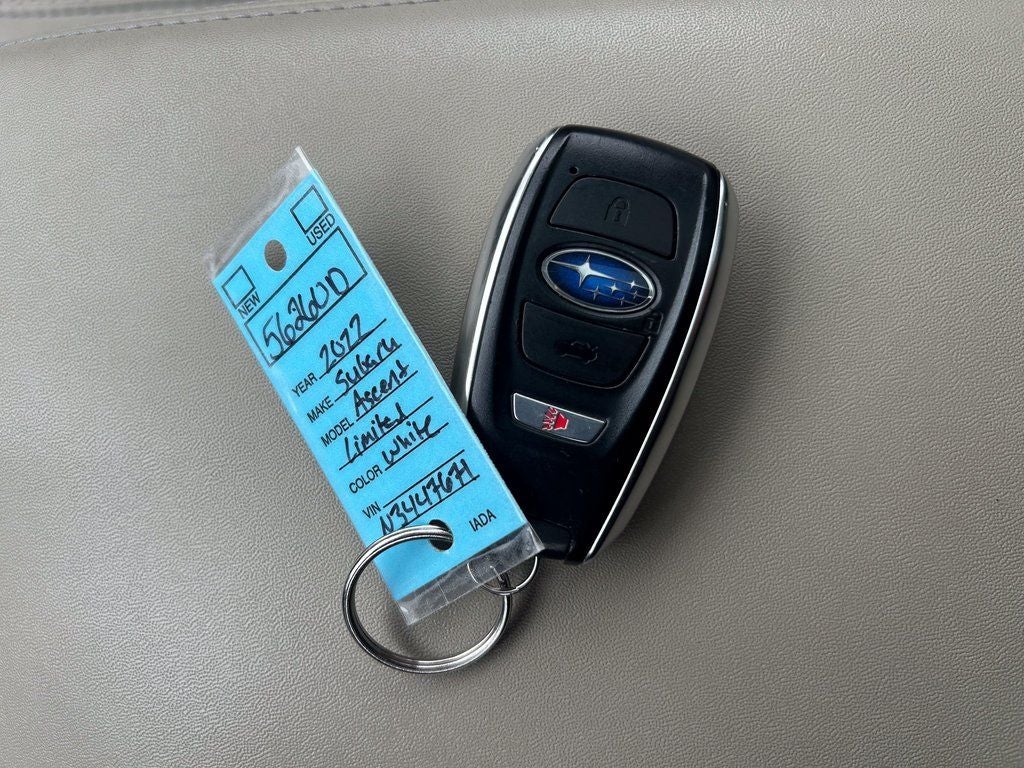 USED
NEW
5626UD
YEAR 2022
MAKE Subaru
MODEL Ascent
Limited
COLOR White
VIN
N3447671
IADA